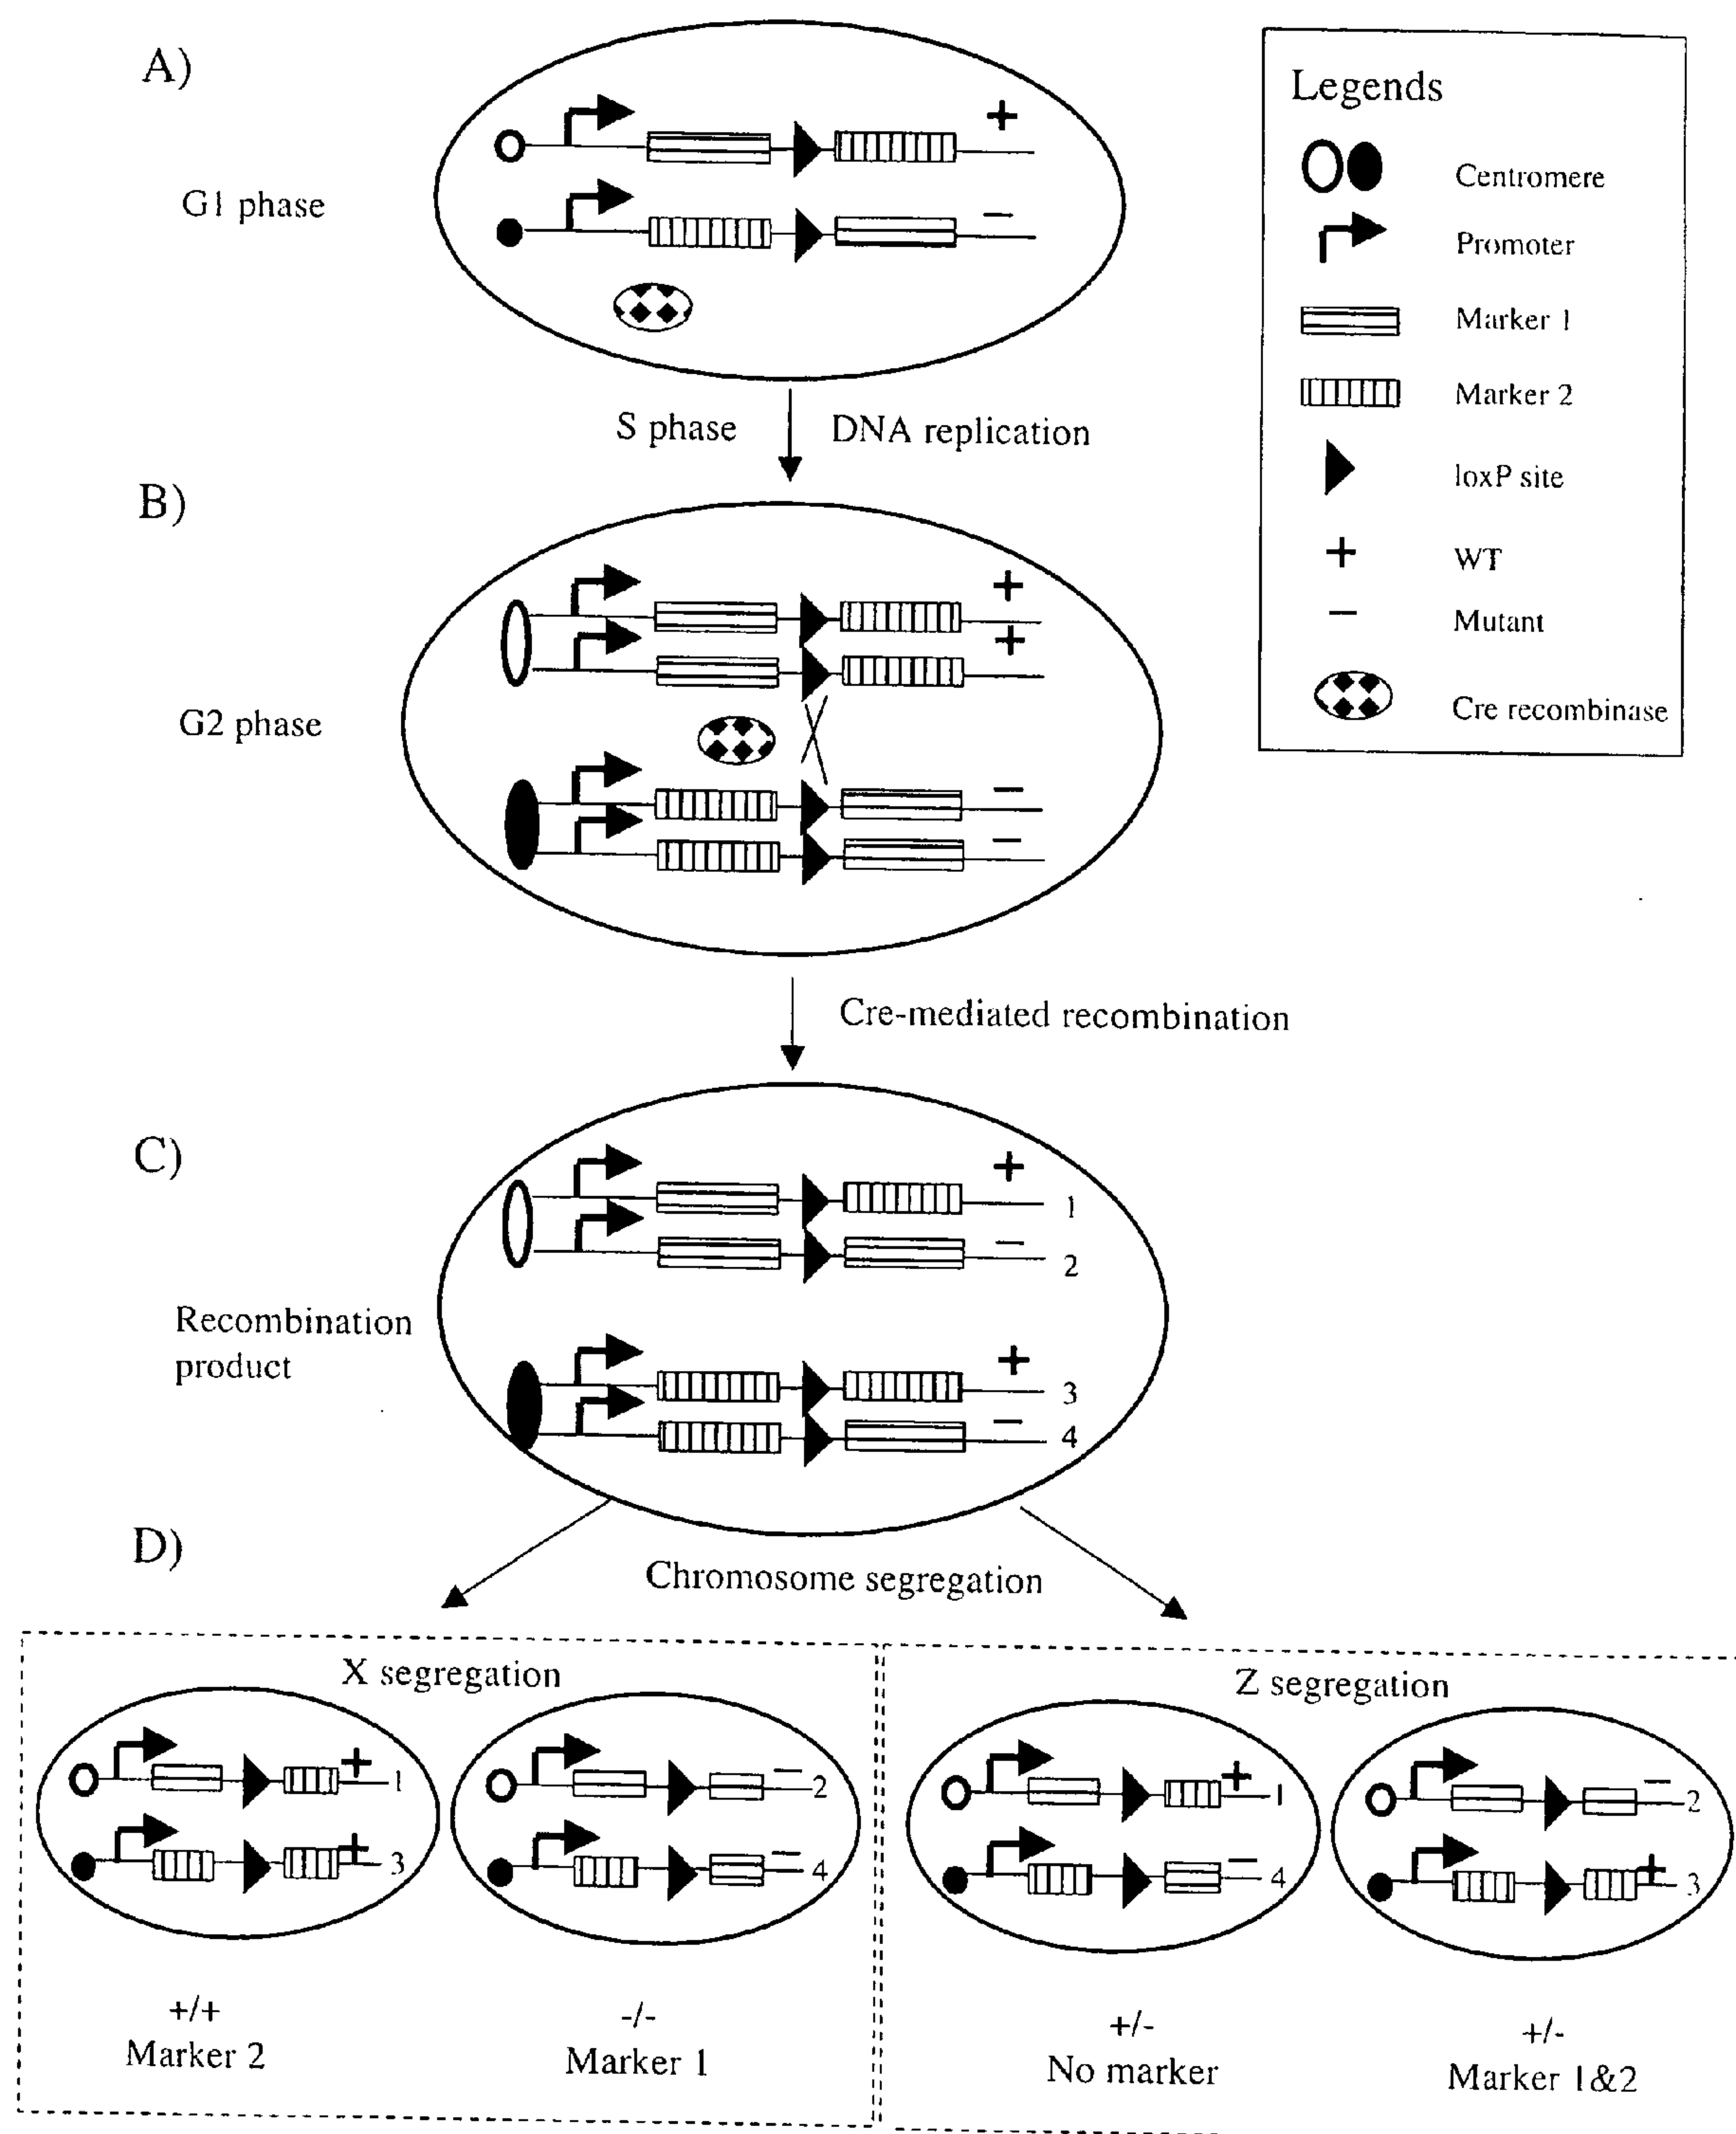 A)
G1 phase
+
−
S phase
DNA replication
B)
G2 phase
+
+
−
−
Cre-mediated recombination
C)
Recombination
product
+
1
−
2
+
3
−
4
D)
Chromosome segregation
X segregation
+ 1
+ 3
− 2
− 4
+/+
Marker 2
-/-
Marker 1
Z segregation
+ 1
− 4
− 2
+ 3
+/-
No marker
+/-
Marker 1&2
Legends
Centromere
Promoter
Marker 1
Marker 2
loxP site
+ WT
− Mutant
Cre recombinase